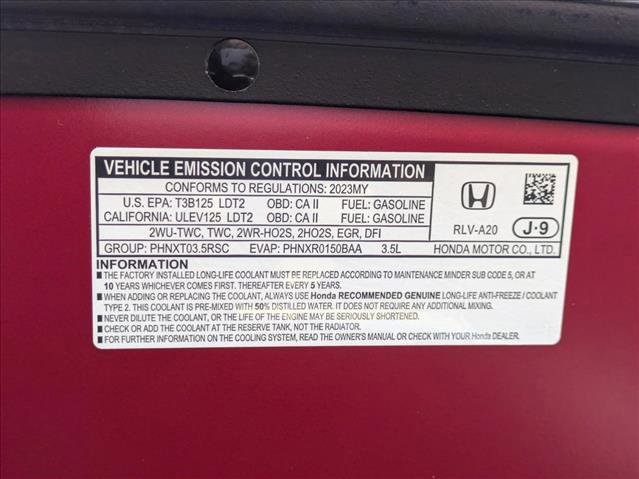 VEHICLE EMISSION CONTROL INFORMATION
CONFORMS TO REGULATIONS: 2023MY
U.S. EPA: T3B125 LDT2 OBD: CA II FUEL: GASOLINE
CALIFORNIA: ULEV125 LDT2 OBD: CA II FUEL: GASOLINE
2WU-TWC, TWC, 2WR-HO2S, 2HO2S, EGR, DFI
GROUP: PHNXT03.5RSC EVAP: PHNXR0150BAA 3.5L
RLV-A20 J-9
HONDA MOTOR CO., LTD.
INFORMATION
■ THE FACTORY INSTALLED LONG-LIFE COOLANT MUST BE REPLACED ACCORDING TO MAINTENANCE MINDER SUB CODE 5, OR AT
10 YEARS WHICHEVER COMES FIRST. THEREAFTER EVERY 5 YEARS.
■ WHEN ADDING OR REPLACING THE COOLANT, ALWAYS USE Honda RECOMMENDED GENUINE LONG-LIFE ANTI-FREEZE / COOLANT
TYPE 2. THIS COOLANT IS PRE-MIXED WITH 50% DISTILLED WATER. IT DOES NOT REQUIRE ANY ADDITIONAL MIXING.
■ NEVER DILUTE THE COOLANT, OR THE LIFE OF THE ENGINE MAY BE SERIOUSLY SHORTENED.
■ CHECK OR ADD THE COOLANT AT THE RESERVE TANK, NOT THE RADIATOR.
■ FOR FURTHER INFORMATION ON THE COOLING SYSTEM, READ THE OWNER'S MANUAL OR CHECK WITH YOUR Honda DEALER.